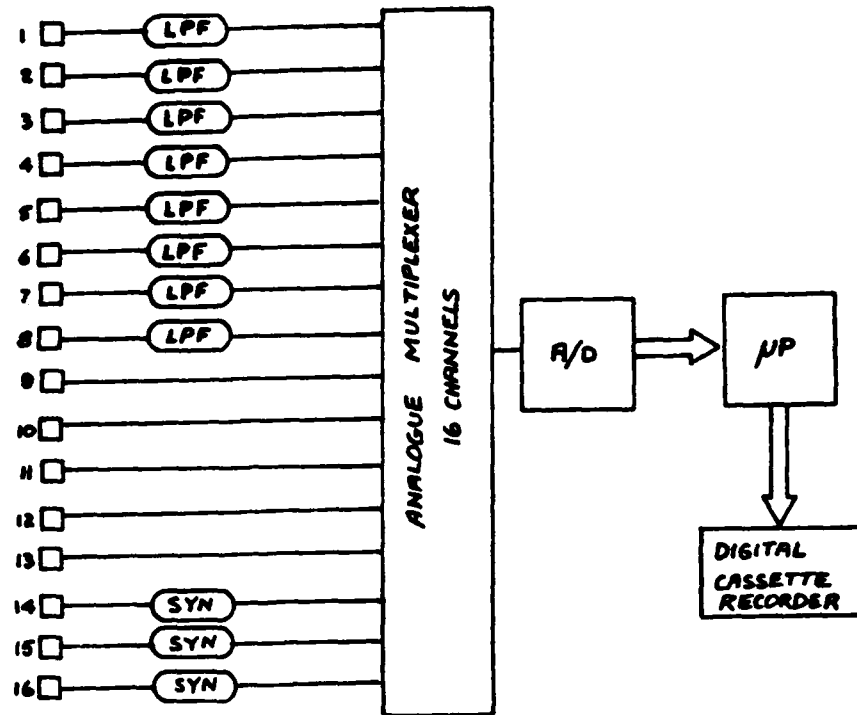 1 LPF
2 LPF
3 LPF
4 LPF
5 LPF
6 LPF
7 LPF
8 LPF
9
10
11
12
13
14 SYN
15 SYN
16 SYN
ANALOGUE MULTIPLEXER
16 CHANNELS
A/D
µP
DIGITAL
CASSETTE
RECORDER